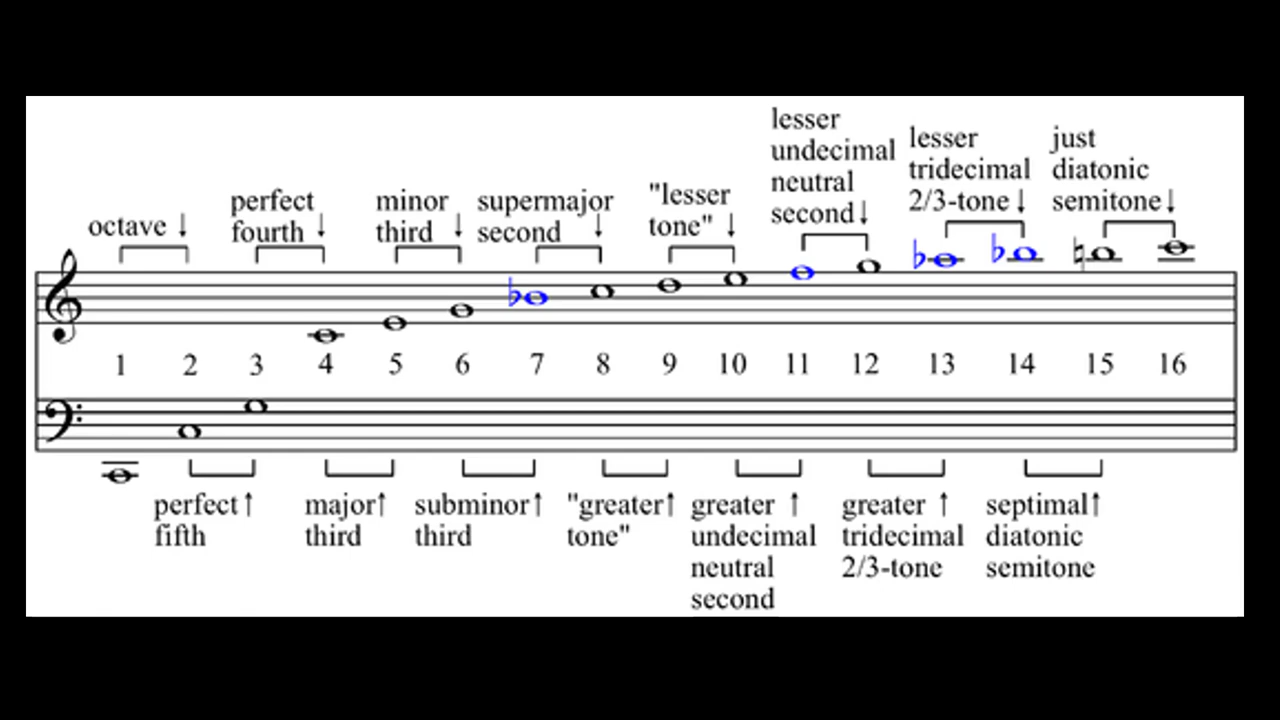 octave ↓
perfect
fourth ↓
minor
third ↓
supermajor
second ↓
"lesser
tone" ↓
lesser
undecimal
neutral
second↓
lesser
tridecimal
2/3-tone↓
just
diatonic
semitone↓
1 2 3 4 5 6 7 8 9 10 11 12 13 14 15 16
perfect↑
fifth
major↑
third
subminor↑
third
"greater↑
tone"
greater ↑
undecimal
neutral
second
greater ↑
tridecimal
2/3-tone
septimal↑
diatonic
semitone